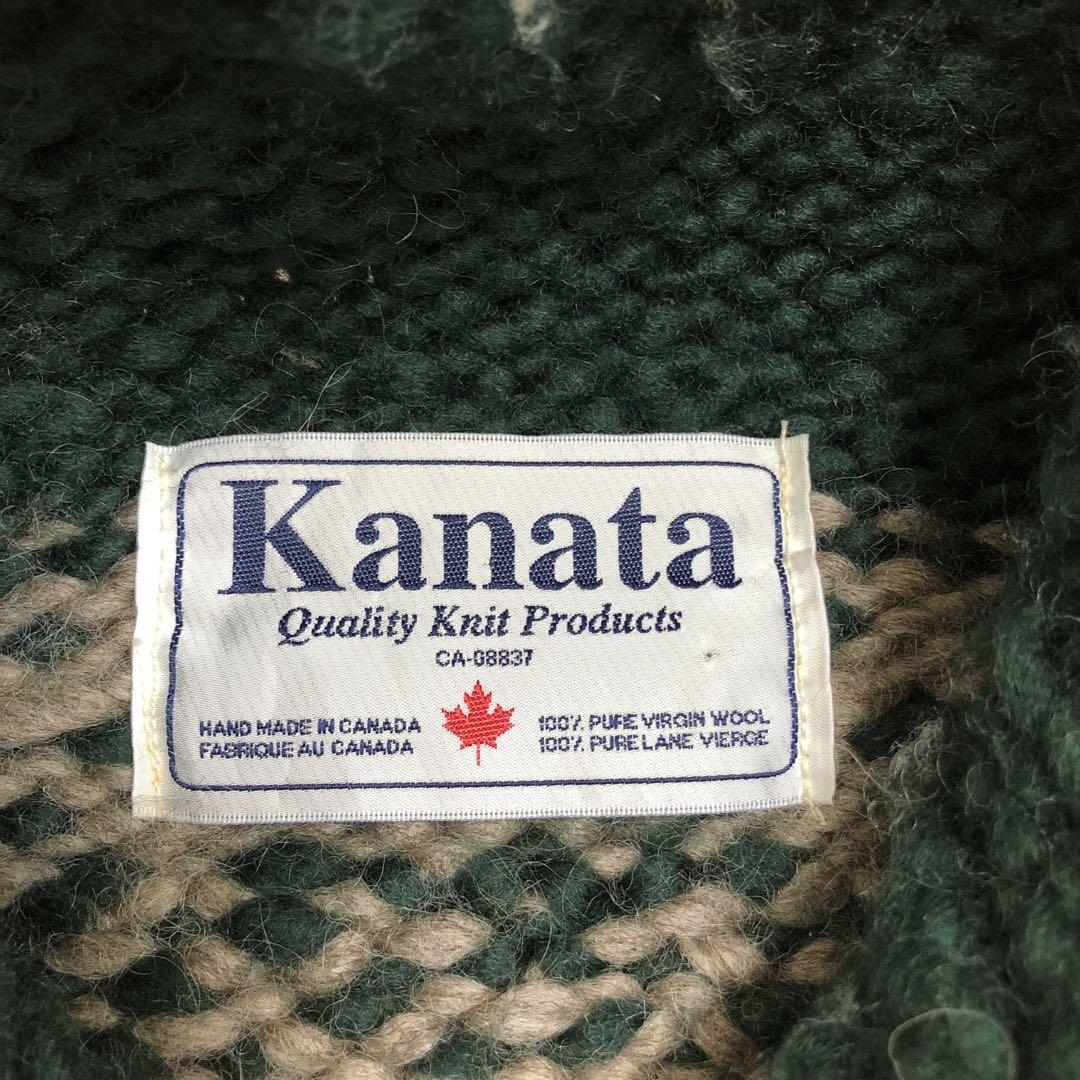 Kanata
Quality Knit Products
CA-08837
HAND MADE IN CANADA
FABRIQUE AU CANADA
100% PURE VIRGIN WOOL
100% PURE LANE VIERGE